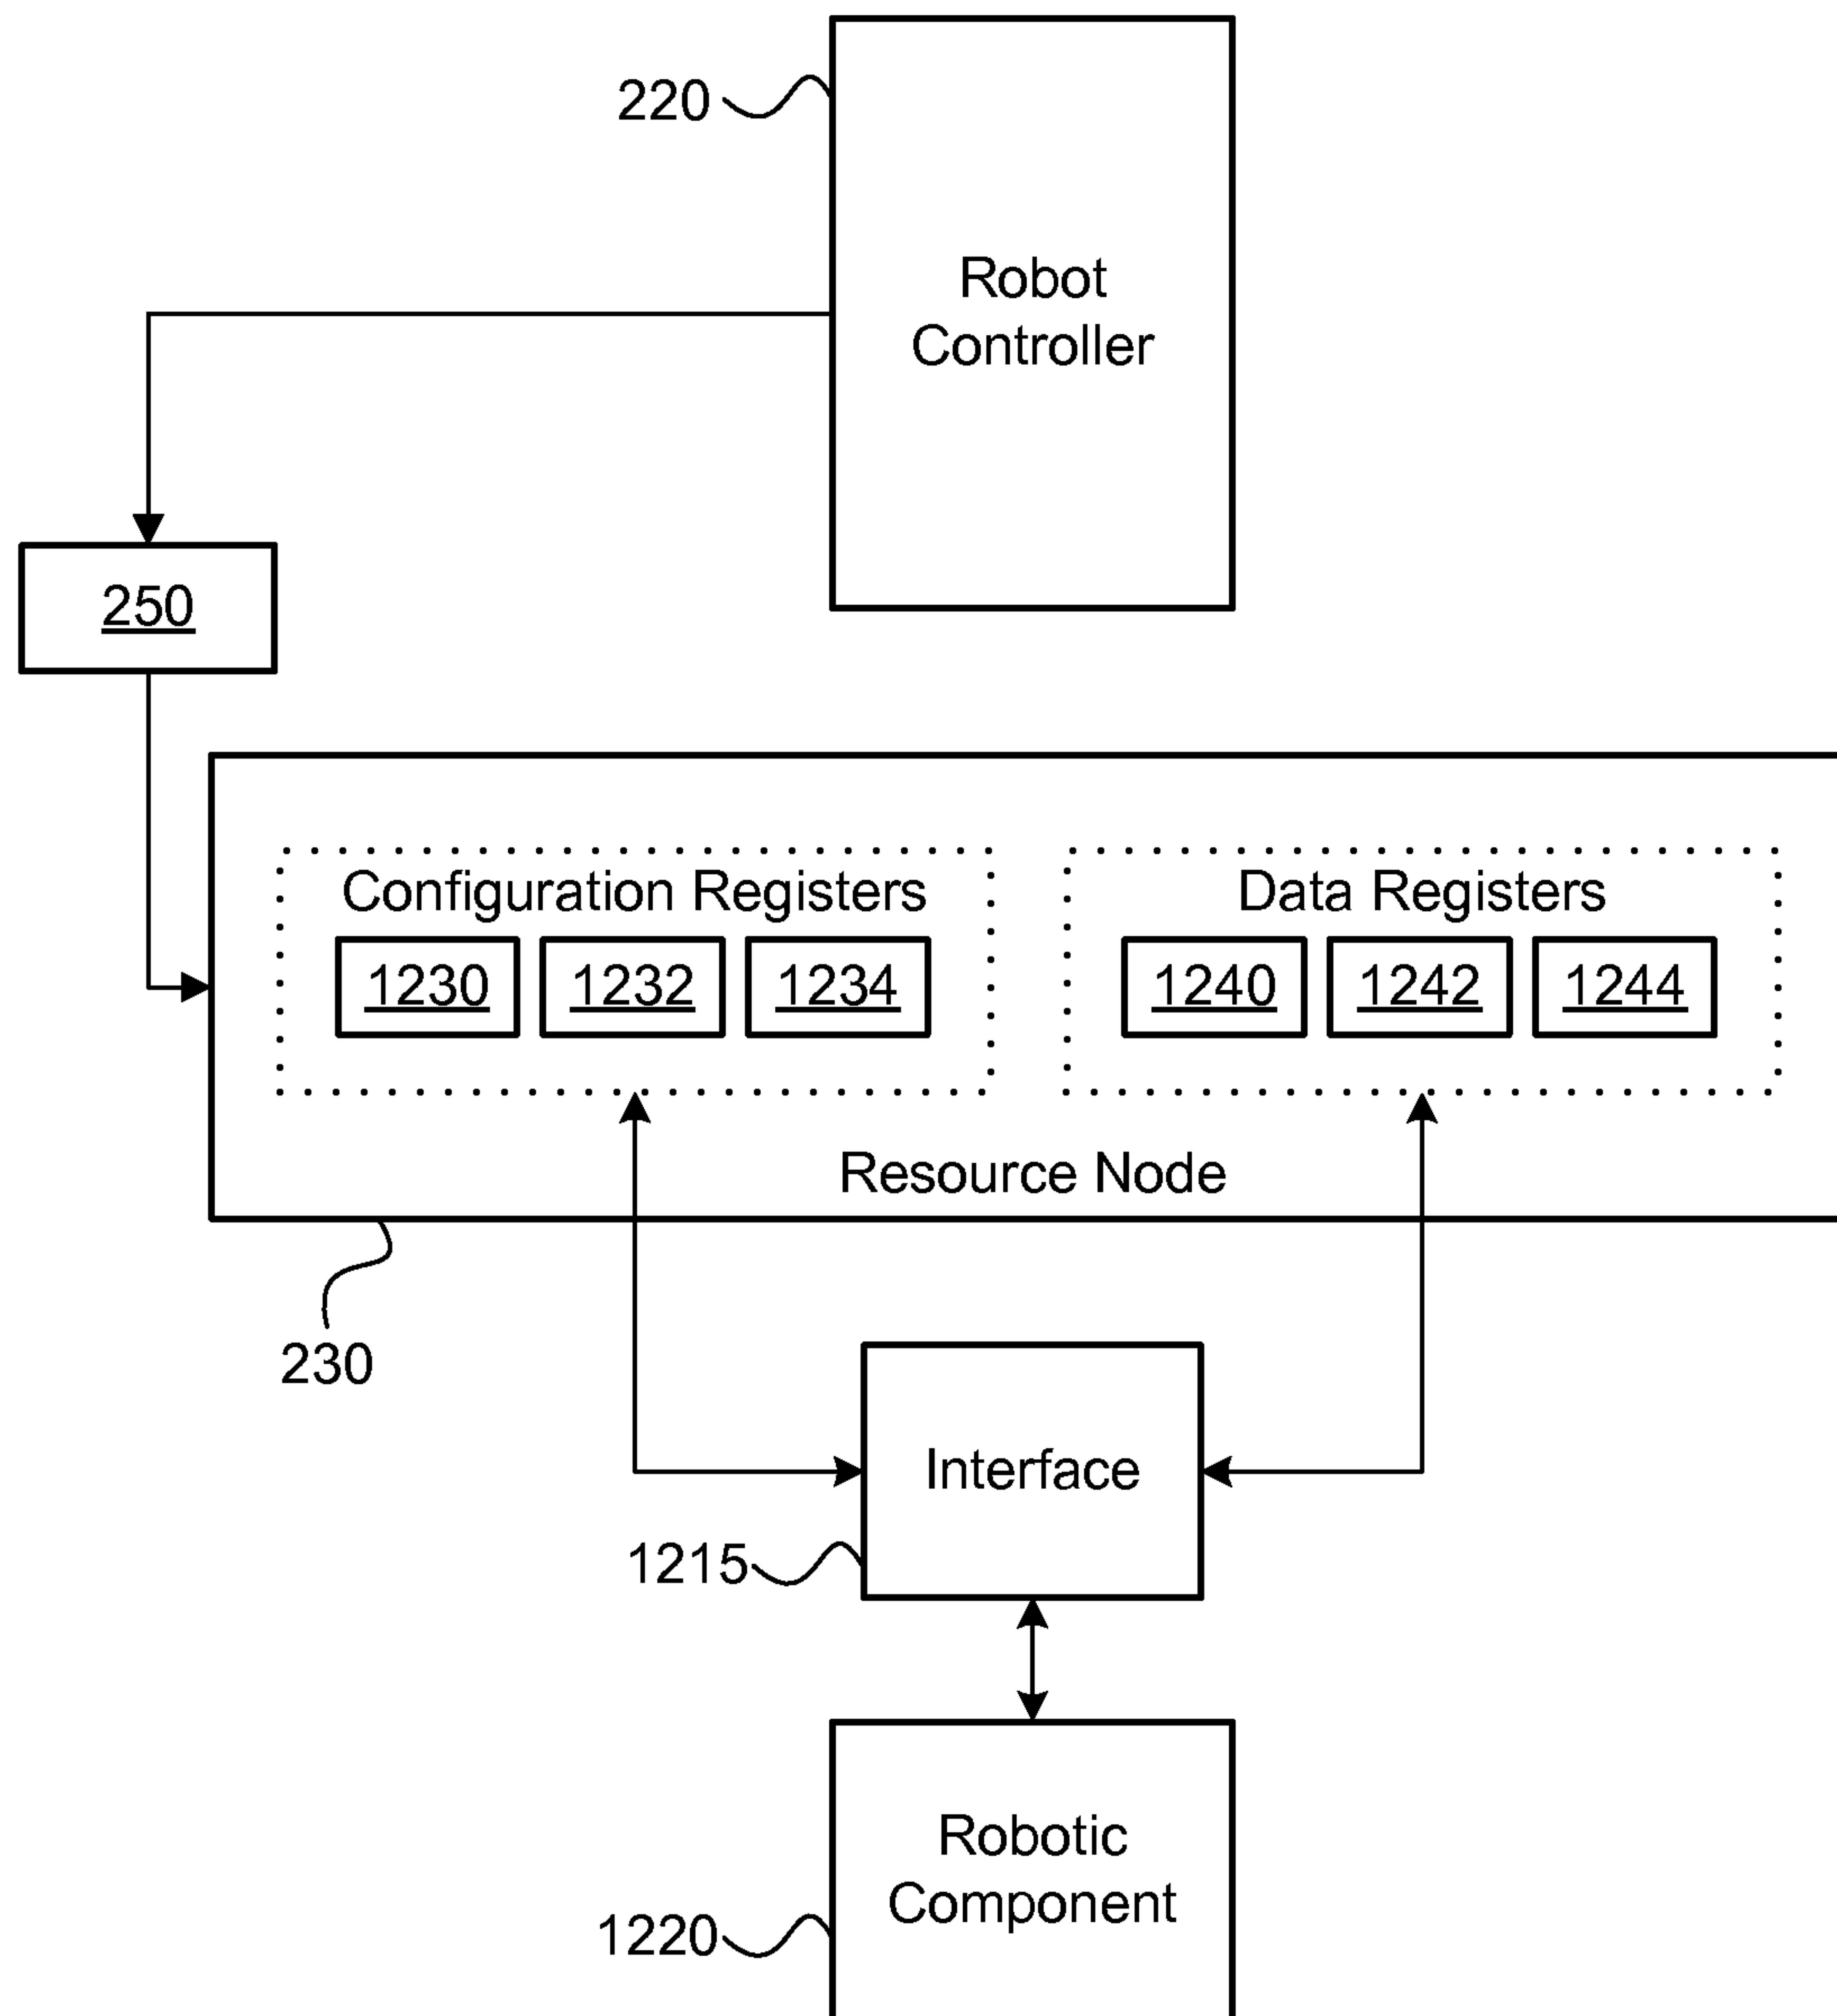 220
Robot
Controller
250
Configuration Registers
1230 1232 1234
Data Registers
1240 1242 1244
Resource Node
230
Interface
1215
Robotic
Component
1220